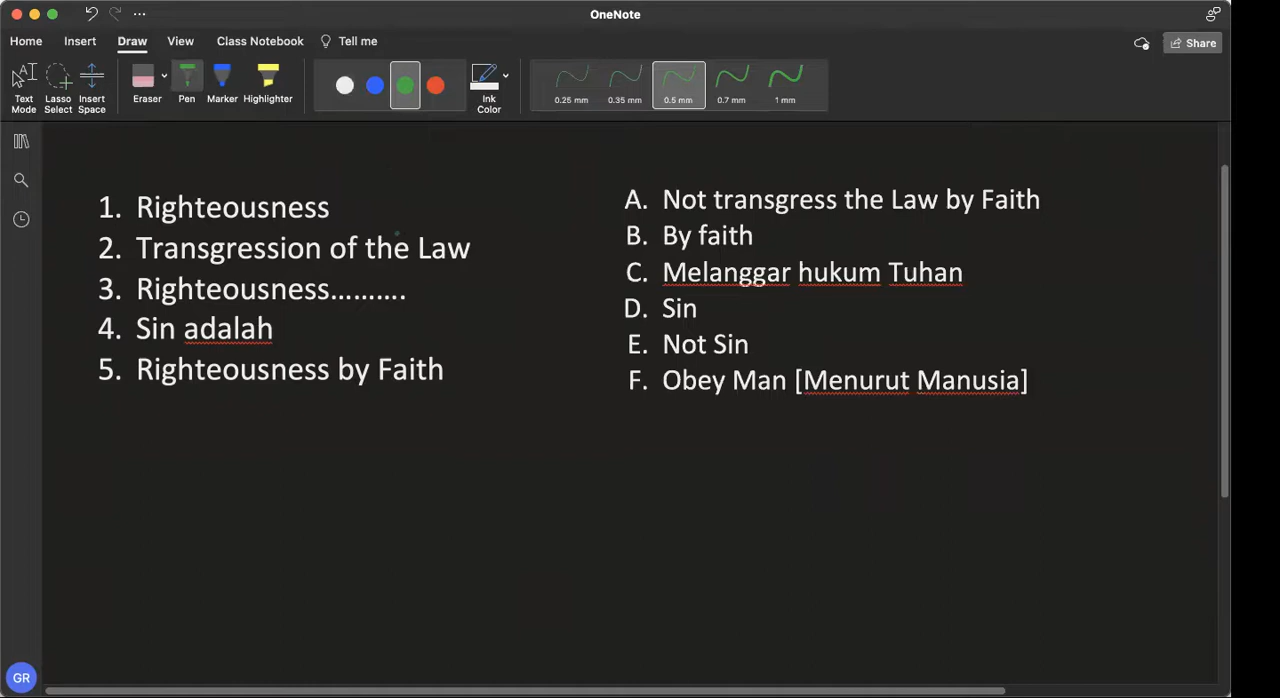 OneNote
Home Insert Draw View Class Notebook Tell me
Share
Text Mode
Lasso Select
Insert Space
Eraser
Pen
Marker
Highlighter
Ink Color
0.25 mm 0.35 mm 0.5 mm 0.7 mm 1 mm
1. Righteousness
2. Transgression of the Law
3. Righteousness……….
4. Sin adalah
5. Righteousness by Faith
A. Not transgress the Law by Faith
B. By faith
C. Melanggar hukum Tuhan
D. Sin
E. Not Sin
F. Obey Man [Menurut Manusia]
GR